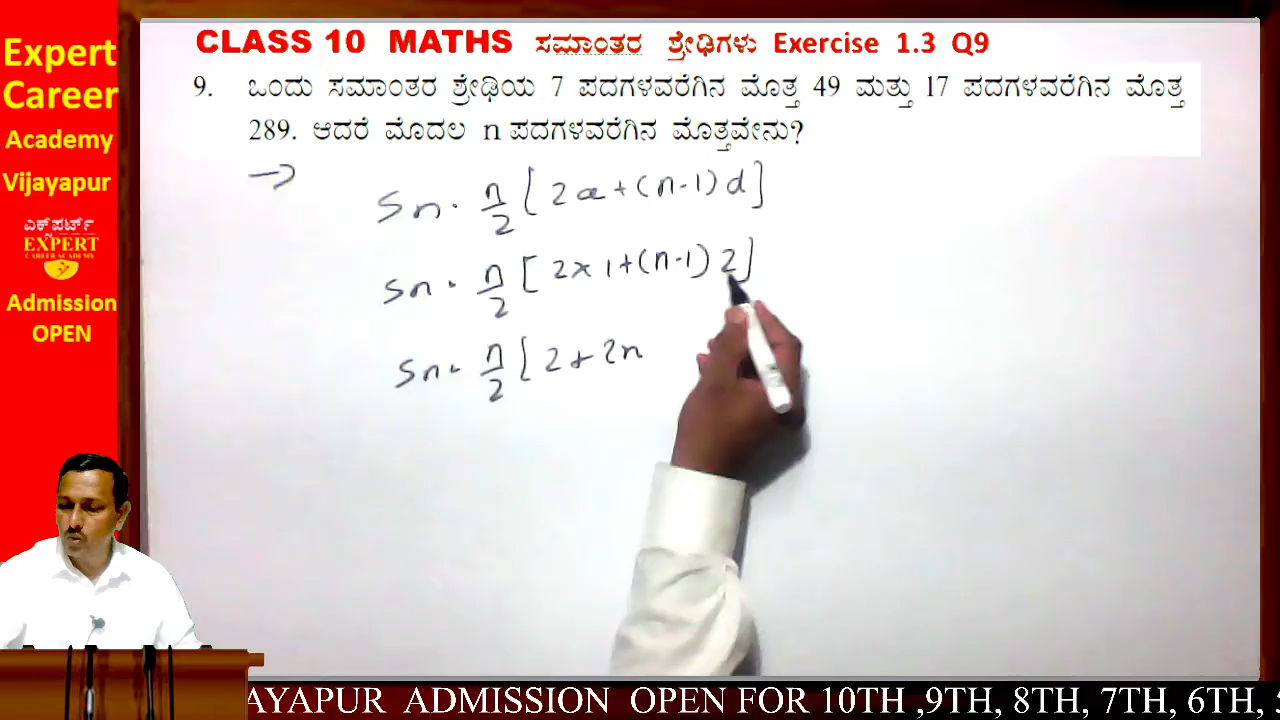 Expert
Career
Academy
Vijayapur
ಎಕ್ಸ್‌ಪರ್ಟ್
EXPERT
CAREER ACADEMY
Admission
OPEN
CLASS 10 MATHS ಸಮಾಂತರ ಶ್ರೇಢಿಗಳು Exercise 1.3 Q9
9. ಒಂದು ಸಮಾಂತರ ಶ್ರೇಢಿಯ 7 ಪದಗಳವರೆಗಿನ ಮೊತ್ತ 49 ಮತ್ತು 17 ಪದಗಳವರೆಗಿನ ಮೊತ್ತ
289. ಆದರೆ ಮೊದಲ n ಪದಗಳವರೆಗಿನ ಮೊತ್ತವೇನು?
→ Sn = n/2 [2a+(n-1)d]
Sn = n/2 [2×1+(n-1)2]
Sn = n/2 [2+2n
AYAPUR ADMISSION OPEN FOR 10TH ,9TH, 8TH, 7TH, 6TH,